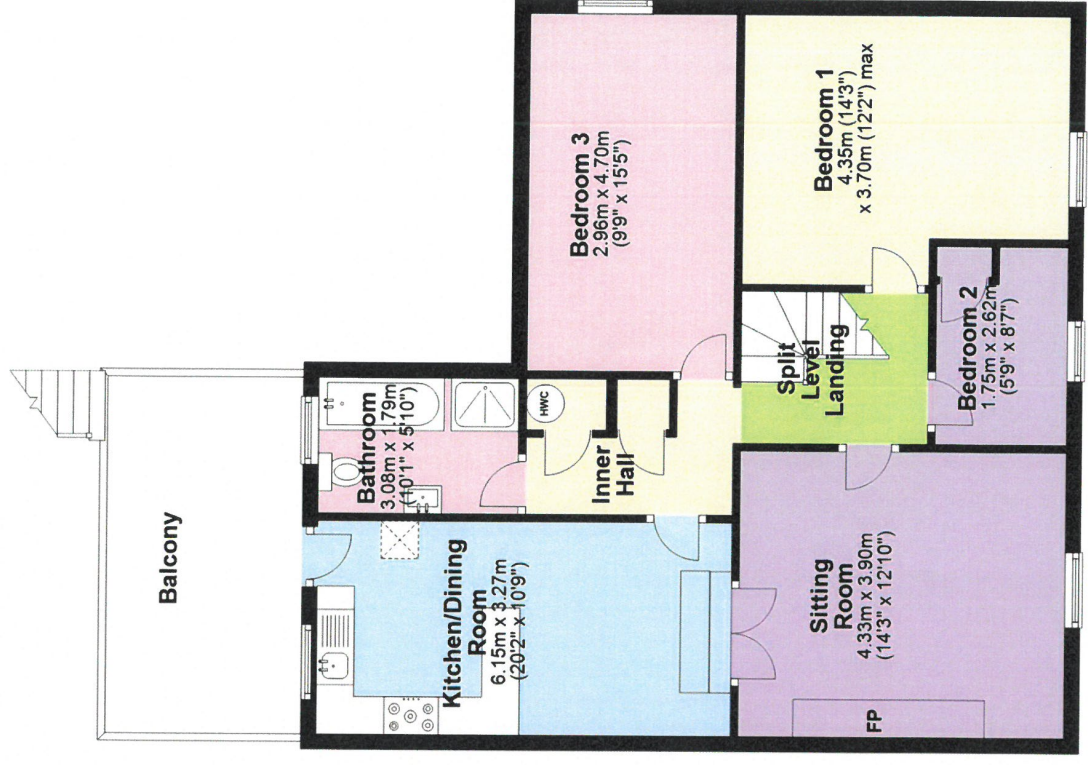 Balcony
Kitchen/Dining
Room
6.15m x 3.27m
(20'2" x 10'9")
Bathroom
3.08m x 1.79m
(10'1" x 5'10")
HWC
Inner
Hall
Bedroom 3
2.96m x 4.70m
(9'9" x 15'5")
Split
Level
Landing
Bedroom 1
4.35m (14'3")
x 3.70m (12'2") max
Bedroom 2
1.75m x 2.62m
(5'9" x 8'7")
Sitting
Room
4.33m x 3.90m
(14'3" x 12'10")
FP